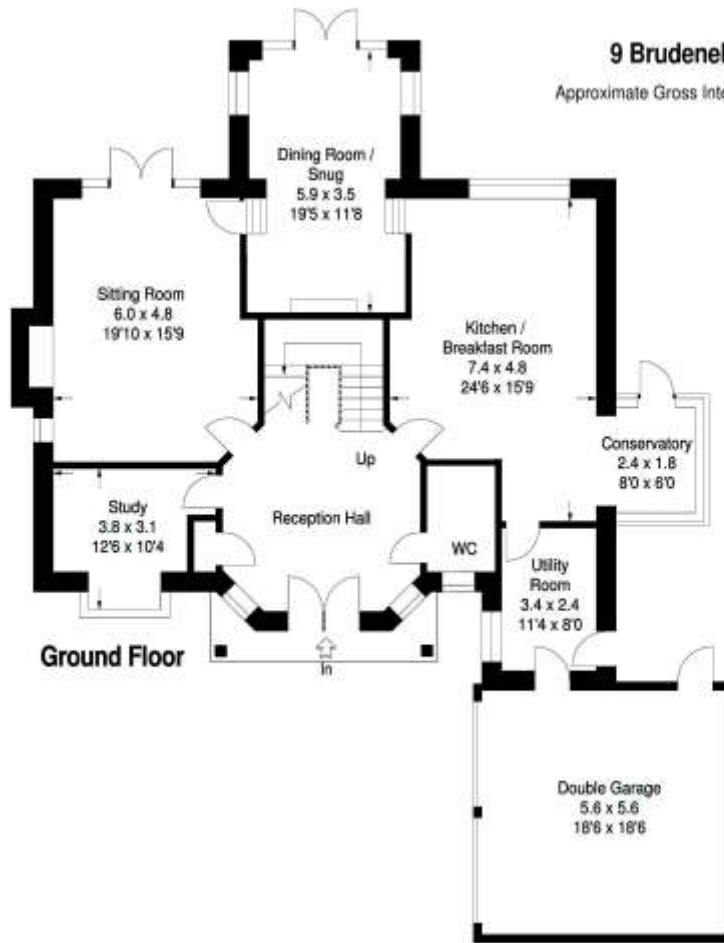 9 Brudenel
Approximate Gross Inte
Dining Room /
Snug
5.9 x 3.5
19'5 x 11'8
Sitting Room
6.0 x 4.8
19'10 x 15'9
Kitchen /
Breakfast Room
7.4 x 4.8
24'6 x 15'9
Conservatory
2.4 x 1.8
8'0 x 6'0
Up
Study
3.8 x 3.1
12'6 x 10'4
Reception Hall
WC
Utility
Room
3.4 x 2.4
11'4 x 8'0
Ground Floor
In
Double Garage
5.6 x 5.6
18'6 x 18'6